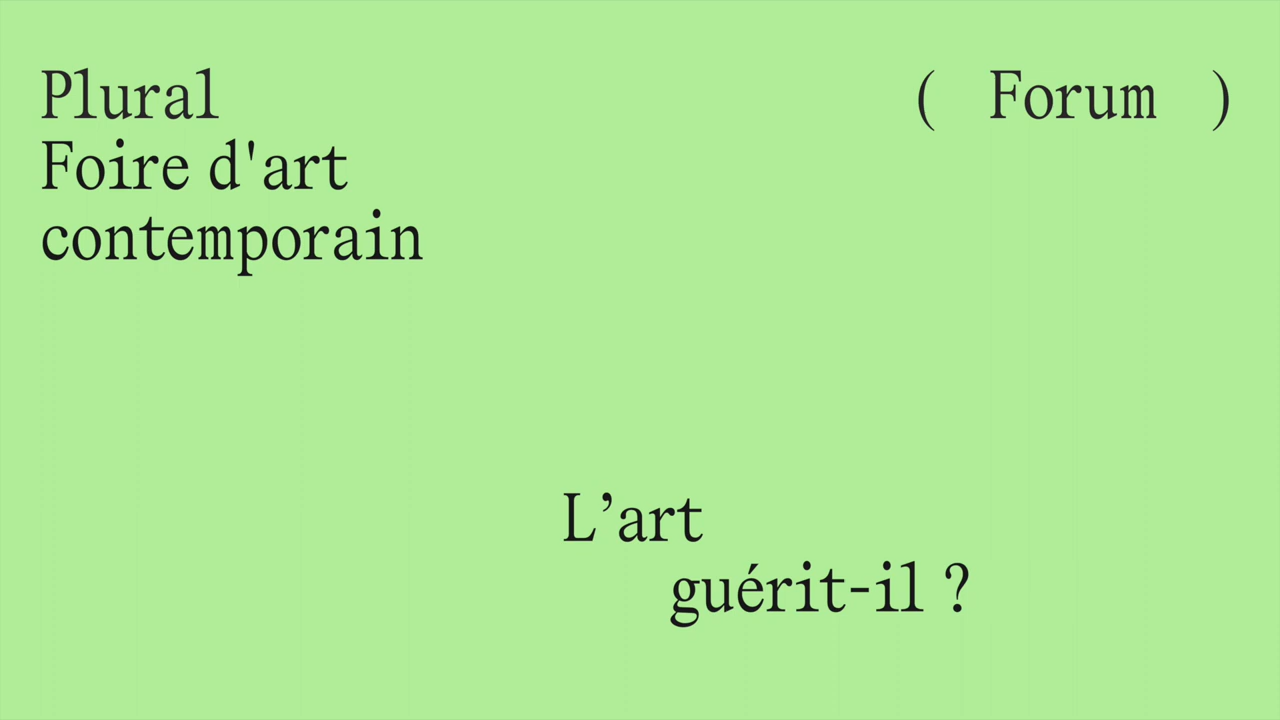 Plural
Foire d'art
contemporain
( Forum )
L’art
guérit-il ?